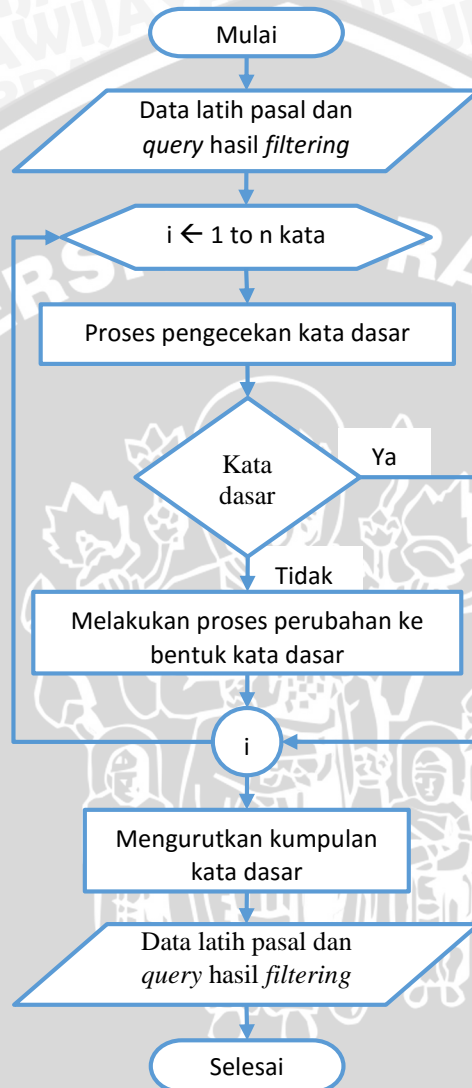 Mulai
Data latih pasal dan
query hasil filtering
i ← 1 to n kata
Proses pengecekan kata dasar
Kata
dasar
Ya
Tidak
Melakukan proses perubahan ke
bentuk kata dasar
i
Mengurutkan kumpulan
kata dasar
Data latih pasal dan
query hasil filtering
Selesai